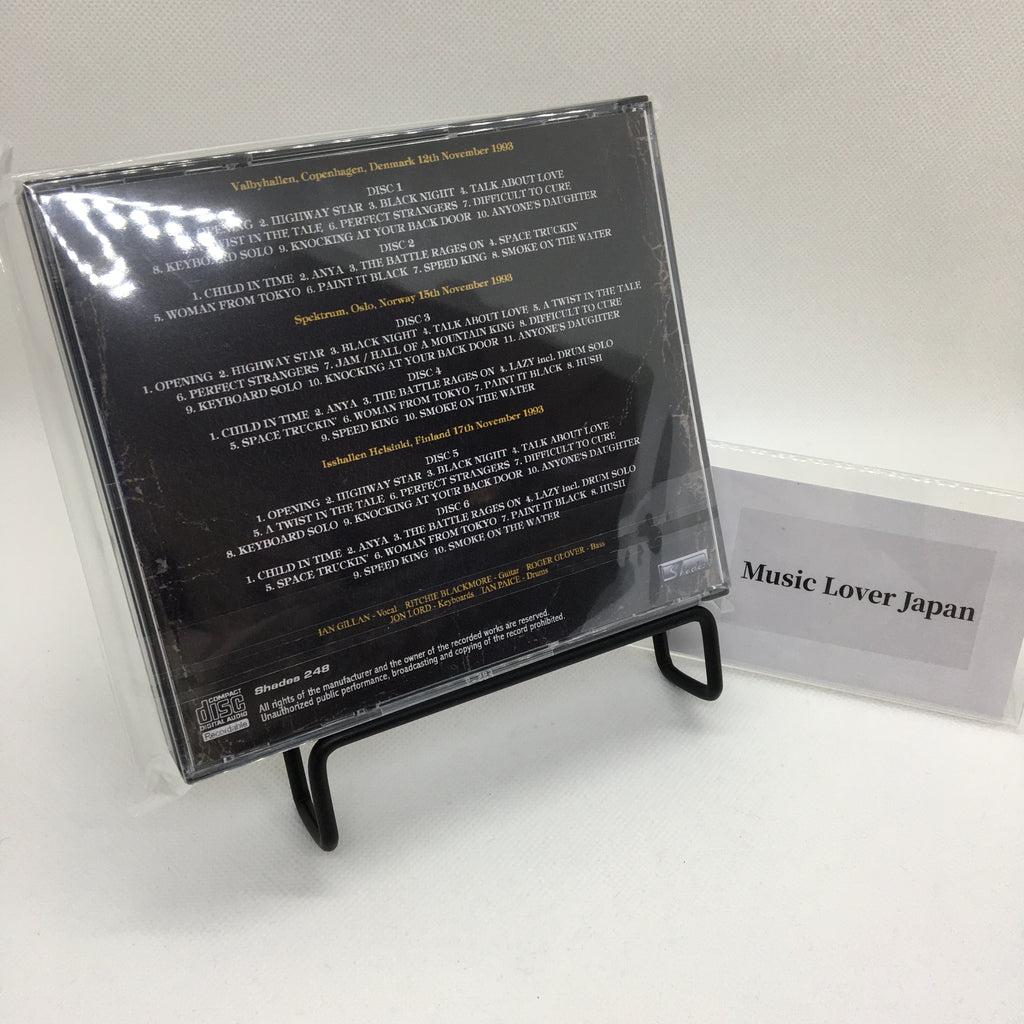 Valbyhallen, Copenhagen, Denmark 12th November 1993
DISC 1
OPENING 2. HIGHWAY STAR 3. BLACK NIGHT 4. TALK ABOUT LOVE
TWIST IN THE TALE 6. PERFECT STRANGERS 7. DIFFICULT TO CURE
8. KEYBOARD SOLO 9. KNOCKING AT YOUR BACK DOOR 10. ANYONE'S DAUGHTER
DISC 2
1. CHILD IN TIME 2. ANYA 3. THE BATTLE RAGES ON 4. SPACE TRUCKIN'
5. WOMAN FROM TOKYO 6. PAINT IT BLACK 7. SPEED KING 8. SMOKE ON THE WATER
Spektrum, Oslo, Norway 15th November 1993
DISC 3
1. OPENING 2. HIGHWAY STAR 3. BLACK NIGHT 4. TALK ABOUT LOVE 5. A TWIST IN THE TALE
6. PERFECT STRANGERS 7. JAM / HALL OF A MOUNTAIN KING 8. DIFFICULT TO CURE
9. KEYBOARD SOLO 10. KNOCKING AT YOUR BACK DOOR 11. ANYONE'S DAUGHTER
DISC 4
1. CHILD IN TIME 2. ANYA 3. THE BATTLE RAGES ON 4. LAZY incl. DRUM SOLO
5. SPACE TRUCKIN' 6. WOMAN FROM TOKYO 7. PAINT IT BLACK 8. HUSH
9. SPEED KING 10. SMOKE ON THE WATER
Isshallen Helsinki, Finland 17th November 1993
DISC 5
1. OPENING 2. HIGHWAY STAR 3. BLACK NIGHT 4. TALK ABOUT LOVE
5. A TWIST IN THE TALE 6. PERFECT STRANGERS 7. DIFFICULT TO CURE
8. KEYBOARD SOLO 9. KNOCKING AT YOUR BACK DOOR 10. ANYONE'S DAUGHTER
DISC 6
1. CHILD IN TIME 2. ANYA 3. THE BATTLE RAGES ON 4. LAZY incl. DRUM SOLO
5. SPACE TRUCKIN' 6. WOMAN FROM TOKYO 7. PAINT IT BLACK 8. HUSH
9. SPEED KING 10. SMOKE ON THE WATER
IAN GILLAN - Vocal RITCHIE BLACKMORE - Guitar ROGER GLOVER - Bass
JON LORD - Keyboards IAN PAICE - Drums
Shades
Shades 248
All rights of the manufacturer and the owner of the recorded works are reserved.
Unauthorized public performance, broadcasting and copying of the record prohibited.
COMPACT
disc
DIGITAL AUDIO
Recordable
Music Lover Japan